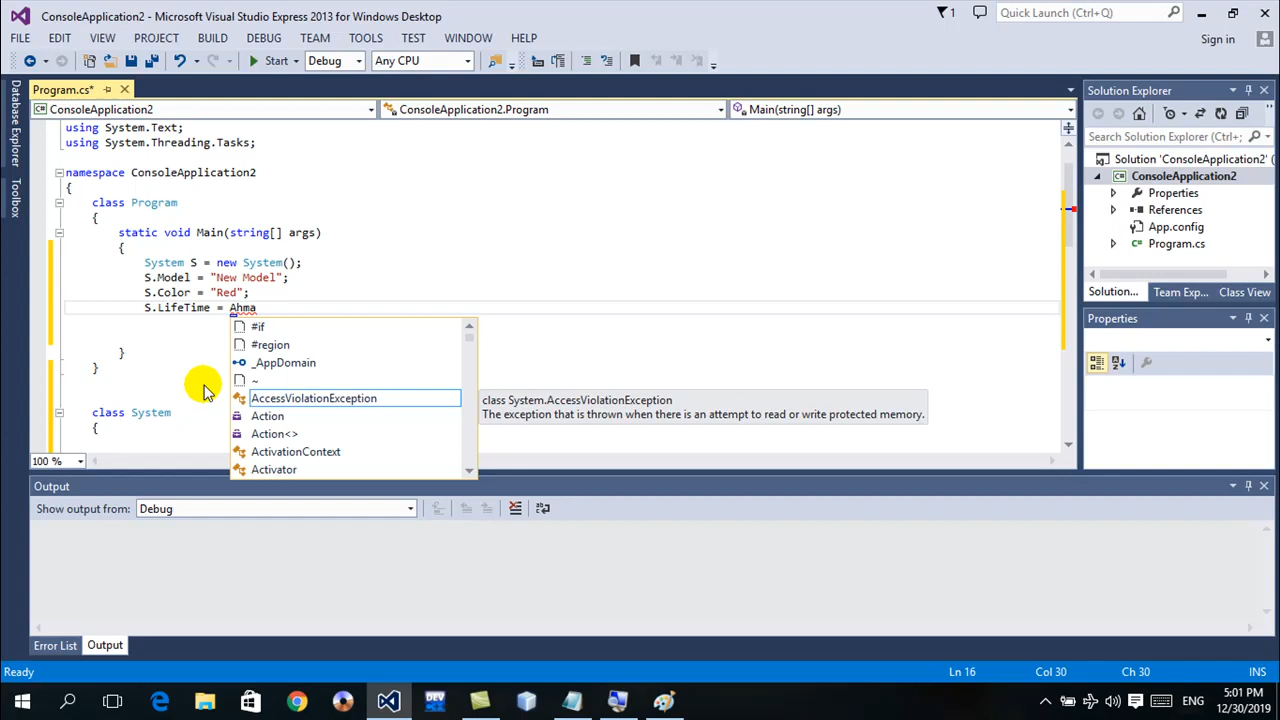 ConsoleApplication2 - Microsoft Visual Studio Express 2013 for Windows Desktop
1
Quick Launch (Ctrl+Q)
FILE EDIT VIEW PROJECT BUILD DEBUG TEAM TOOLS TEST WINDOW HELP
Sign in
Start Debug Any CPU
Database Explorer
Toolbox
Program.cs*
ConsoleApplication2
ConsoleApplication2.Program
Main(string[] args)
using System.Text;
using System.Threading.Tasks;
namespace ConsoleApplication2
{
class Program
{
static void Main(string[] args)
{
System S = new System();
S.Model = "New Model";
S.Color = "Red";
S.LifeTime = Ahma
}
}
class System
{
#if
#region
_AppDomain
~
AccessViolationException
Action
Action<>
ActivationContext
Activator
class System.AccessViolationException
The exception that is thrown when there is an attempt to read or write protected memory.
100 %
Solution Explorer
Search Solution Explorer (Ctrl+;)
Solution 'ConsoleApplication2'
ConsoleApplication2
Properties
References
App.config
Program.cs
Solution... Team Exp... Class View
Properties
Output
Show output from: Debug
Error List Output
Ready
Ln 16 Col 30 Ch 30 INS
DEV
ENG
5:01 PM
12/30/2019